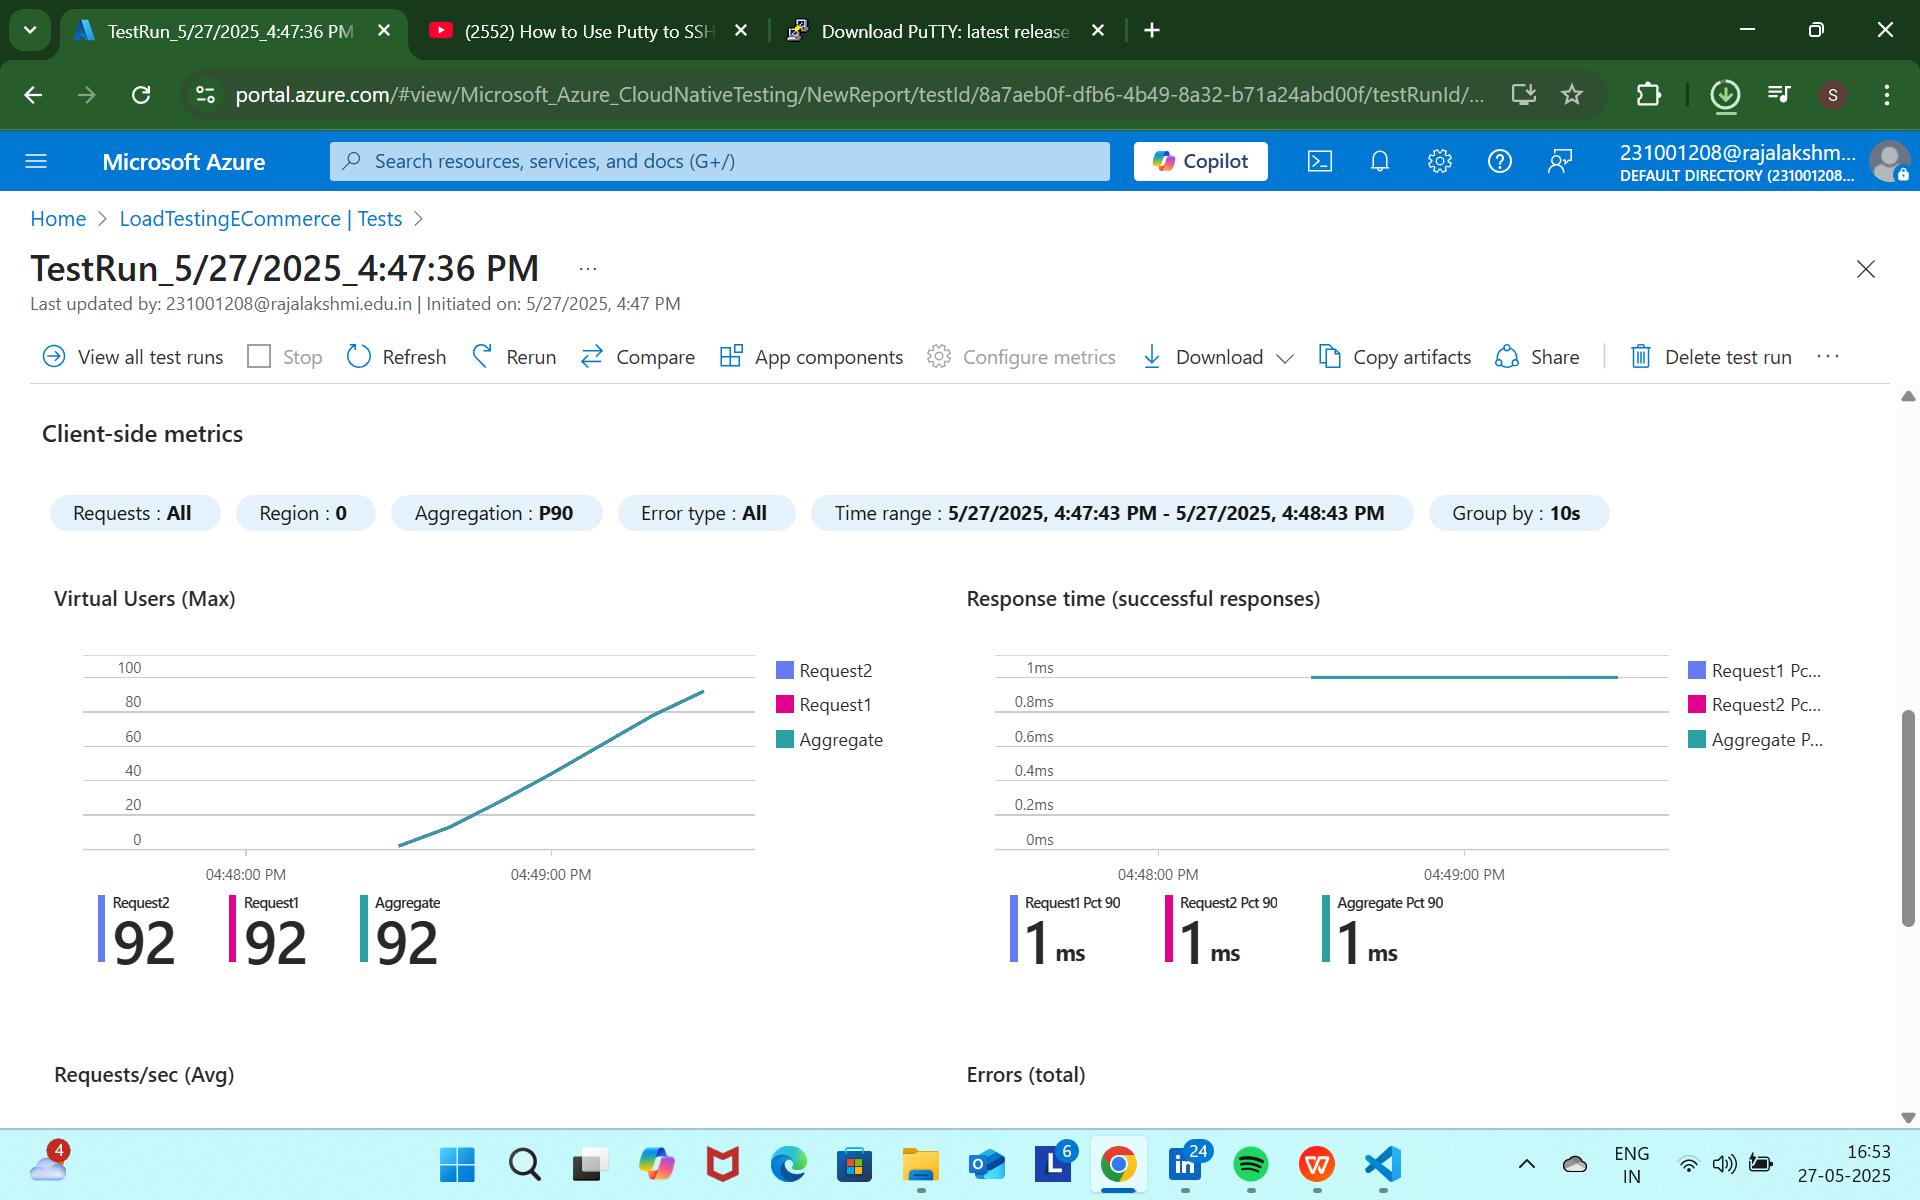 TestRun_5/27/2025_4:47:36 PM
(2552) How to Use Putty to SSH
Download PuTTY: latest release
portal.azure.com/#view/Microsoft_Azure_CloudNativeTesting/NewReport/testId/8a7aeb0f-dfb6-4b49-8a32-b71a24abd00f/testRunId/...
S
Microsoft Azure
Search resources, services, and docs (G+/)
Copilot
231001208@rajalakshm...
DEFAULT DIRECTORY (231001208...
Home > LoadTestingECommerce | Tests >
TestRun_5/27/2025_4:47:36 PM ...
Last updated by: 231001208@rajalakshmi.edu.in | Initiated on: 5/27/2025, 4:47 PM
View all test runs Stop Refresh Rerun Compare App components Configure metrics Download Copy artifacts Share Delete test run ...
Client-side metrics
Requests : All
Region : 0
Aggregation : P90
Error type : All
Time range : 5/27/2025, 4:47:43 PM - 5/27/2025, 4:48:43 PM
Group by : 10s
Virtual Users (Max)
100
80
60
40
20
0
04:48:00 PM
04:49:00 PM
Request2
Request1
Aggregate
Request2
92
Request1
92
Aggregate
92
Response time (successful responses)
1ms
0.8ms
0.6ms
0.4ms
0.2ms
0ms
04:48:00 PM
04:49:00 PM
Request1 Pc...
Request2 Pc...
Aggregate P...
Request1 Pct 90
1 ms
Request2 Pct 90
1 ms
Aggregate Pct 90
1 ms
Requests/sec (Avg)
Errors (total)
4
6
24
ENG
IN
16:53
27-05-2025